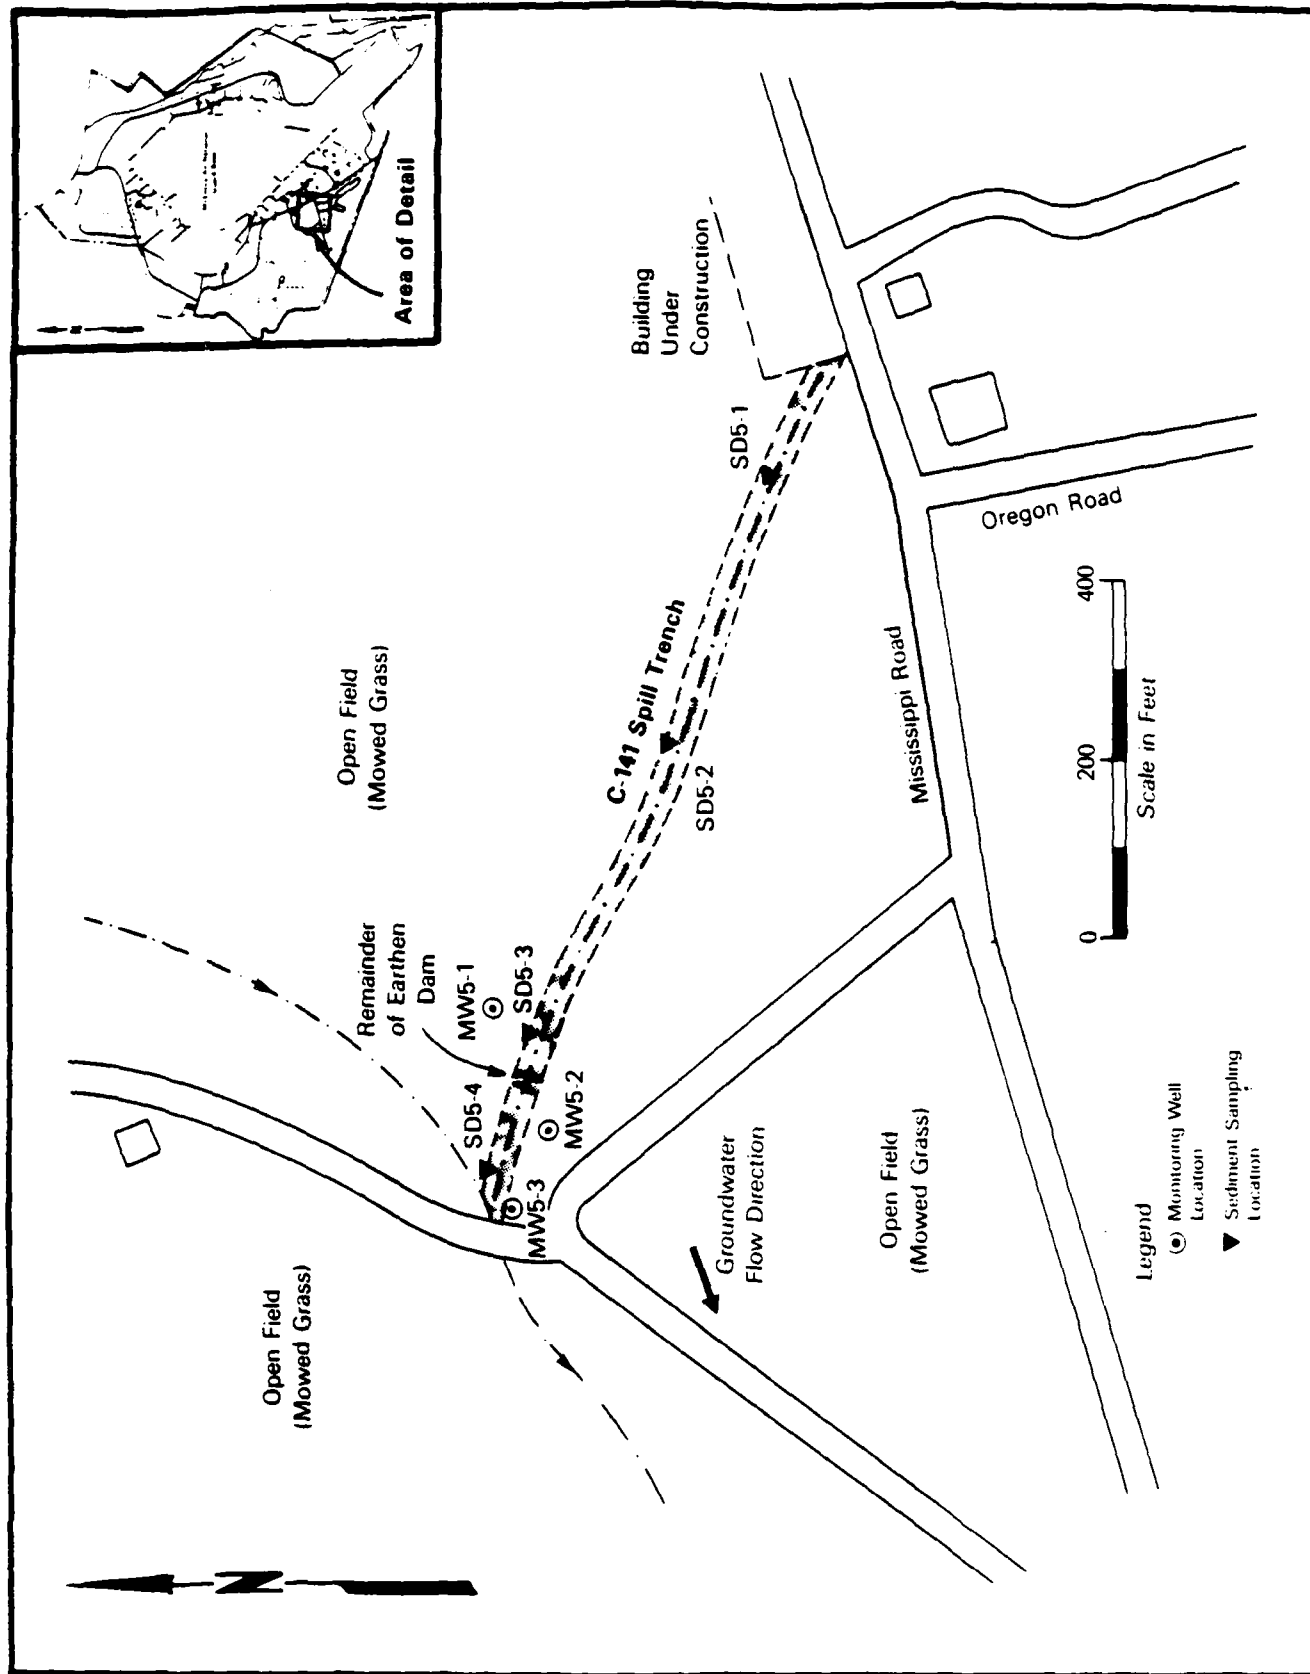 Area of Detail
Building
Under
Construction
SD5-1
Open Field
(Mowed Grass)
C-141 Spill Trench
SD5-2
Remainder
of Earthen
Dam
MW5-1
SD5-3
SD5-4
MW5-2
MW5-3
Open Field
(Mowed Grass)
Groundwater
Flow Direction
Open Field
(Mowed Grass)
Mississippi Road
Oregon Road
0
200
400
Scale in Feet
Legend
Monitoring Well
Location
Sediment Sampling
Location
N